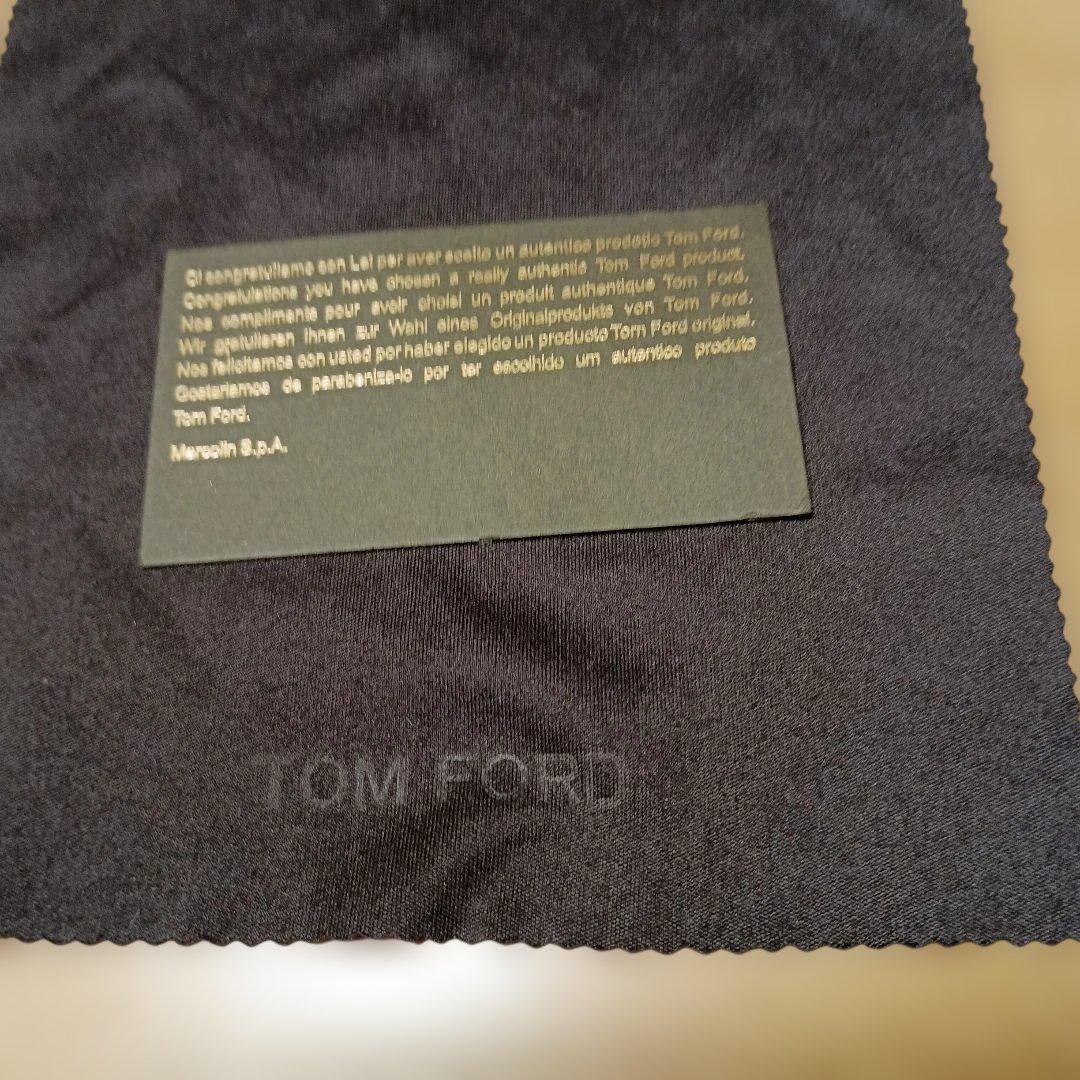 Ci congratuliamo con Lei per aver scelto un autentico prodotto Tom Ford.
Congratulations you have chosen a really authentic Tom Ford product.
Nos compliments pour avoir choisi un produit authentique Tom Ford.
Wir gratulieren Ihnen zur Wahl eines Originalprodukts von Tom Ford.
Nos felicitamos con usted por haber elegido un producto Tom Ford original.
Gostaríamos de parabenizá-lo por ter escolhido um autentico produto
Tom Ford.
Marcolin S.p.A.
TOM FORD